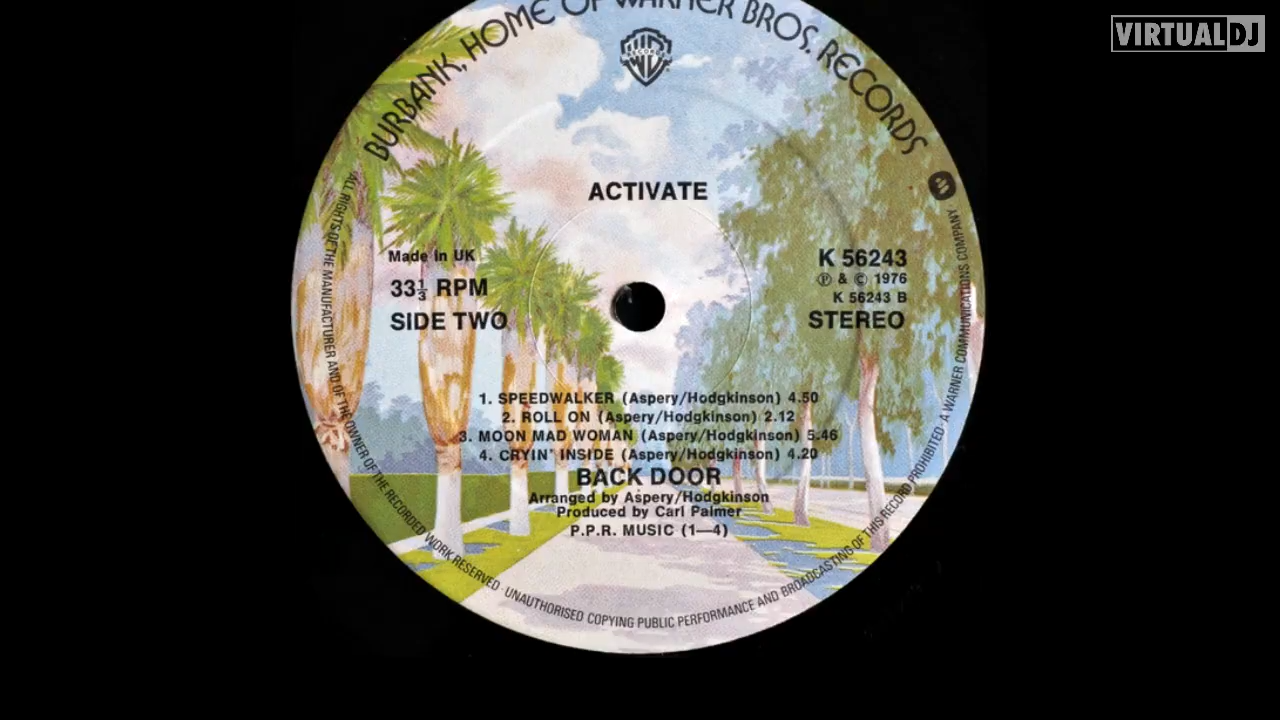 VIRTUALDJ
BURBANK, HOME OF WARNER BROS. RECORDS
WB
RECORDS
ACTIVATE
Made in UK
33⅓ RPM
SIDE TWO
K 56243
Ⓟ & © 1976
K 56243 B
STEREO
1. SPEEDWALKER (Aspery/Hodgkinson) 4.50
2. ROLL ON (Aspery/Hodgkinson) 2.12
3. MOON MAD WOMAN (Aspery/Hodgkinson) 5.46
4. CRYIN' INSIDE (Aspery/Hodgkinson) 4.20
BACK DOOR
Arranged by Aspery/Hodgkinson
Produced by Carl Palmer
P.P.R. MUSIC (1—4)
ALL RIGHTS OF THE MANUFACTURER AND OF THE OWNER OF THE RECORDED WORK RESERVED · UNAUTHORISED COPYING PUBLIC PERFORMANCE AND BROADCASTING OF THIS RECORD PROHIBITED · A WARNER COMMUNICATIONS COMPANY ·